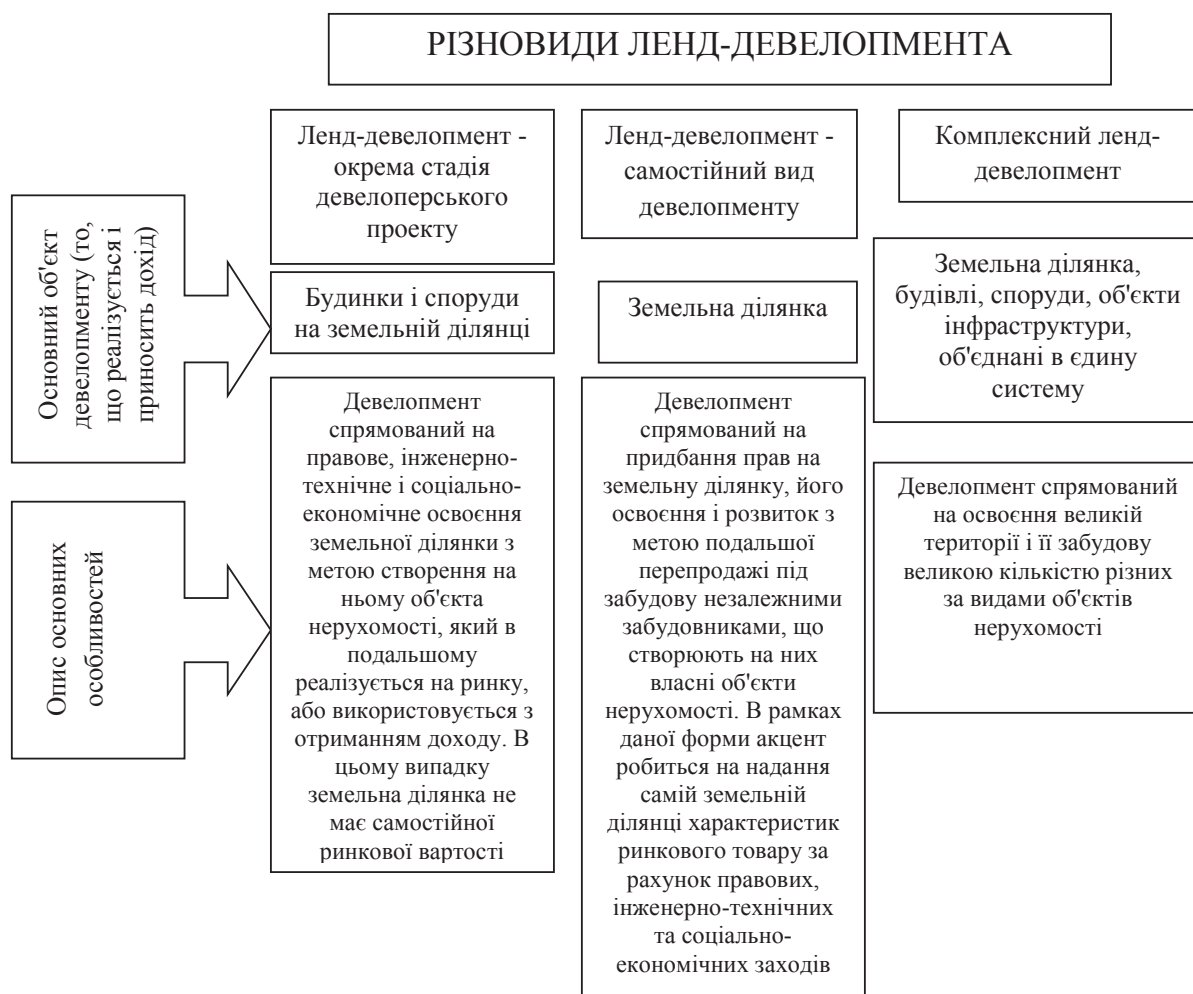 РІЗНОВИДИ ЛЕНД-ДЕВЕЛОПМЕНТА
Ленд-девелопмент -
окрема стадія
девелоперського
проекту
Ленд-девелопмент -
самостійний вид
девелопменту
Комплексний ленд-
девелопмент
Основний об'єкт
девелопменту (то,
що реалізується і
приносить дохід)
Будинки і споруди
на земельній ділянці
Земельна ділянка
Земельна ділянка,
будівлі, споруди, об'єкти
інфраструктури,
об'єднані в єдину
систему
Опис основних
особливостей
Девелопмент
спрямований на
правове, інженерно-
технічне і соціально-
економічне освоєння
земельної ділянки з
метою створення на
ньому об'єкта
нерухомості, який в
подальшому
реалізується на ринку,
або використовується з
отриманням доходу. В
цьому випадку
земельна ділянка не
має самостійної
ринкової вартості
Девелопмент
спрямований на
придбання прав на
земельну ділянку, його
освоєння і розвиток з
метою подальшої
перепродажі під
забудову незалежними
забудовниками, що
створюють на них
власні об'єкти
нерухомості. В рамках
даної форми акцент
робиться на надання
самій земельній
ділянці характеристик
ринкового товару за
рахунок правових,
інженерно-технічних
та соціально-
економічних заходів
Девелопмент спрямований
на освоєння великій
території і її забудову
великою кількістю різних
за видами об'єктів
нерухомості